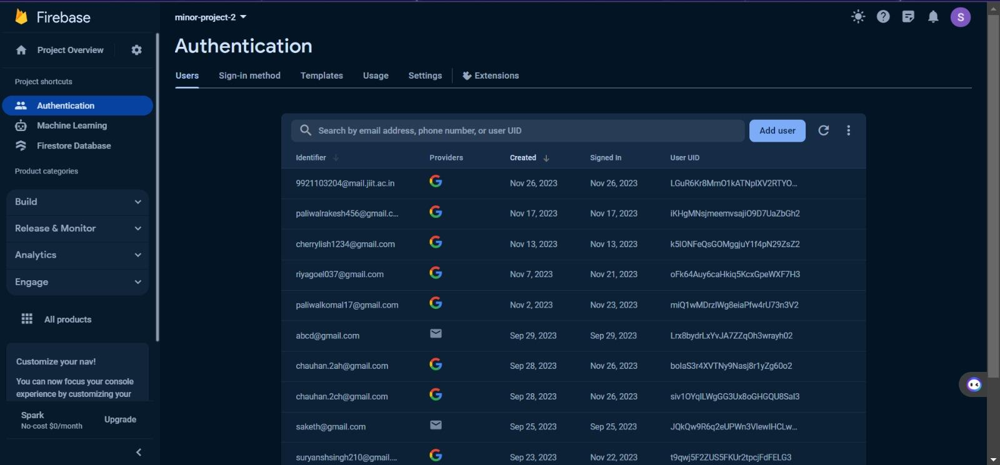 Firebase
minor-project-2
S
Project Overview
Authentication
Project shortcuts
Users Sign-in method Templates Usage Settings Extensions
Authentication
Machine Learning
Firestore Database
Product categories
Build
Release & Monitor
Analytics
Engage
All products
Customize your nav!
You can now focus your console
experience by customizing your
Spark
No-cost $0/month
Upgrade
Search by email address, phone number, or user UID
Add user
Identifier Providers Created Signed In User UID
9921103204@mail.jiit.ac.in Nov 26, 2023 Nov 26, 2023 LGuR6Kr8MmO1kATNpIXV2RTYO...
paliwalrakesh456@gmail.c... Nov 17, 2023 Nov 17, 2023 iKHgMNsjmeemvsajiO9D7UaZbGh2
cherrylish1234@gmail.com Nov 13, 2023 Nov 13, 2023 k5IONFeQsGOMggjuY1f4pN29ZsZ2
riyagoel037@gmail.com Nov 7, 2023 Nov 21, 2023 oFk64Auy6caHkiq5KcxGpeWXF7H3
paliwalkomal17@gmail.com Nov 2, 2023 Nov 23, 2023 miQ1wMDrzIWg8eiaPfw4rU73n3V2
abcd@gmail.com Sep 29, 2023 Sep 29, 2023 Lrx8bydrLxYvJA7ZZqOh3wrayh02
chauhan.2ah@gmail.com Sep 28, 2023 Nov 26, 2023 bolaS3r4XVTNy9Nasj8r1yZg60o2
chauhan.2ch@gmail.com Sep 28, 2023 Nov 26, 2023 siv1OYqILWgGG3Ux8oGHGQU8SaI3
saketh@gmail.com Sep 25, 2023 Sep 25, 2023 JQkQw9R6q2eUPWn3VIewIHCLw...
suryanshsingh210@gmail.... Sep 23, 2023 Nov 22, 2023 t9qwj5F2ZUS5FKUr2tpcjFdFELG3